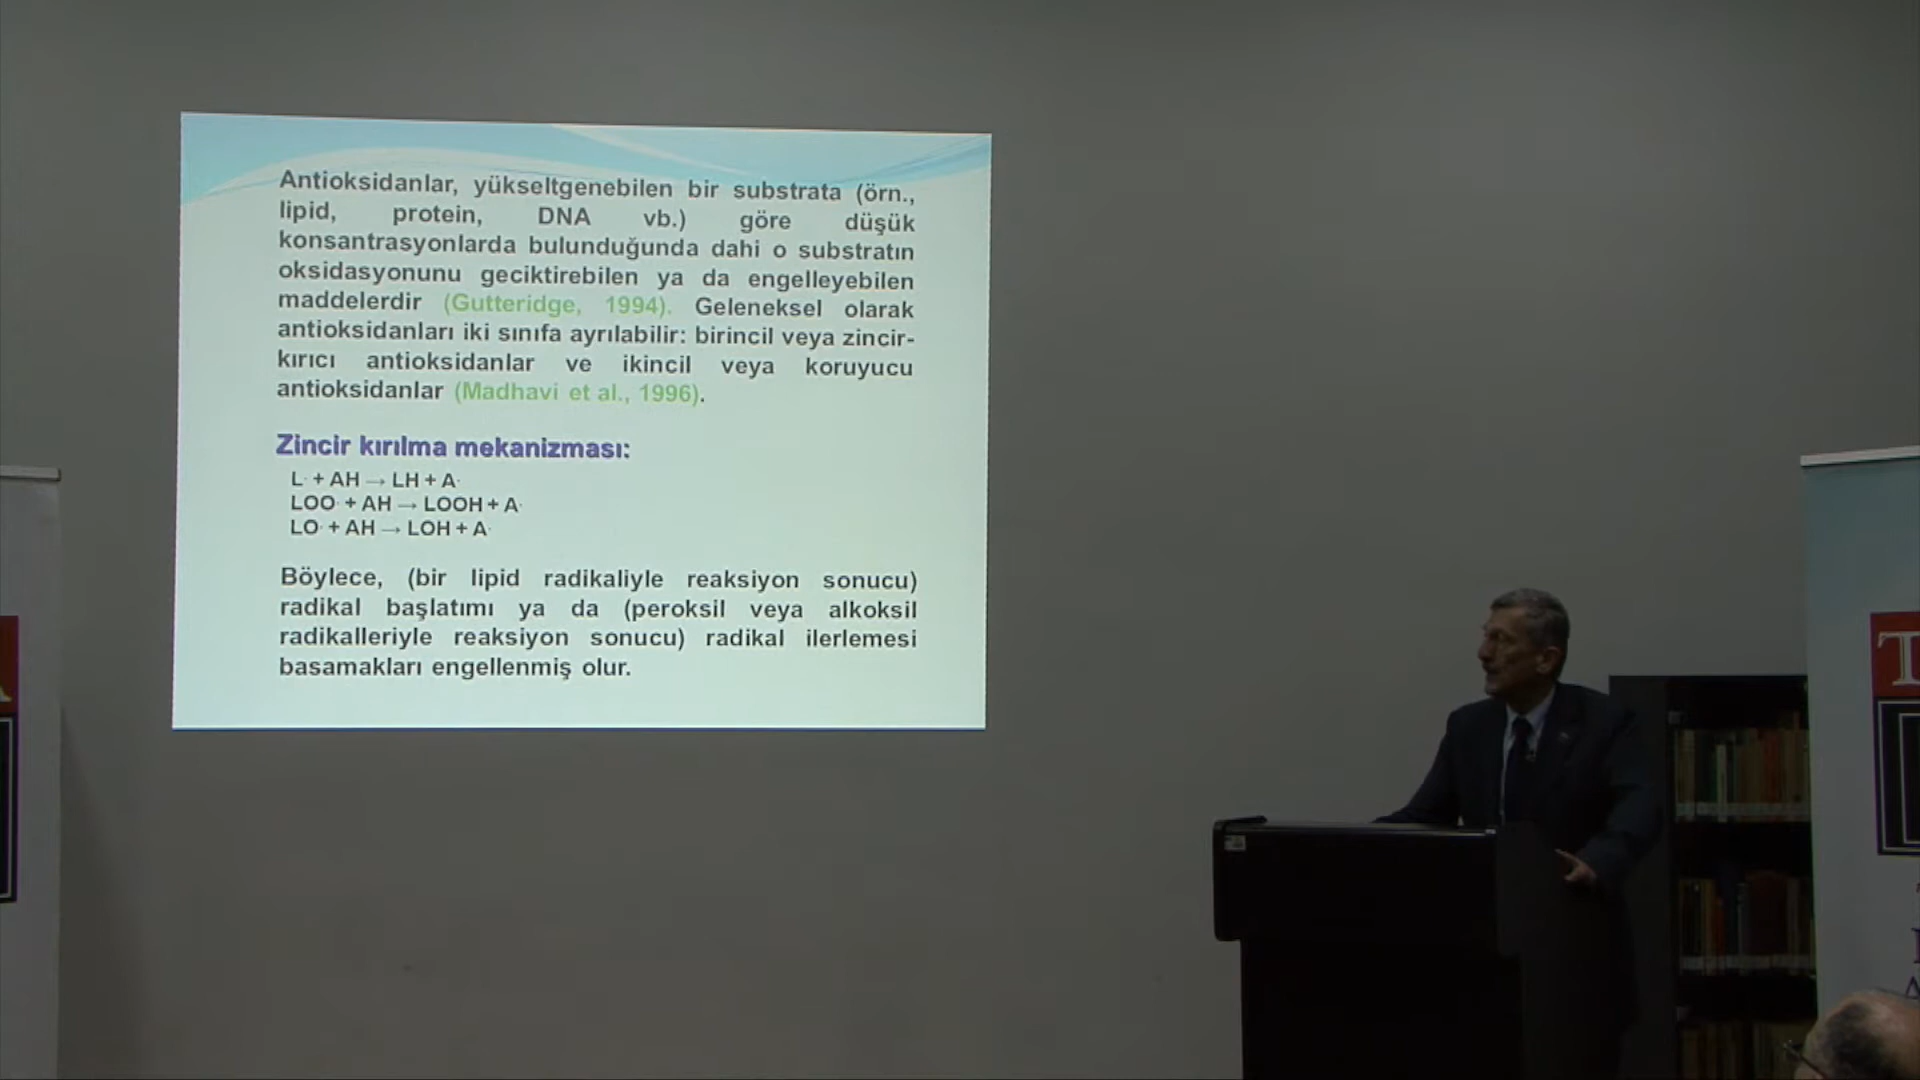 Antioksidanlar, yükseltgenebilen bir substrata (örn.,
lipid, protein, DNA vb.) göre düşük
konsantrasyonlarda bulunduğunda dahi o substratın
oksidasyonunu geciktirebilen ya da engelleyebilen
maddelerdir (Gutteridge, 1994). Geleneksel olarak
antioksidanları iki sınıfa ayrılabilir: birincil veya zincir-
kırıcı antioksidanlar ve ikincil veya koruyucu
antioksidanlar (Madhavi et al., 1996).
Zincir kırılma mekanizması:
L· + AH → LH + A·
LOO· + AH → LOOH + A·
LO· + AH → LOH + A·
Böylece, (bir lipid radikaliyle reaksiyon sonucu)
radikal başlatımı ya da (peroksil veya alkoksil
radikalleriyle reaksiyon sonucu) radikal ilerlemesi
basamakları engellenmiş olur.